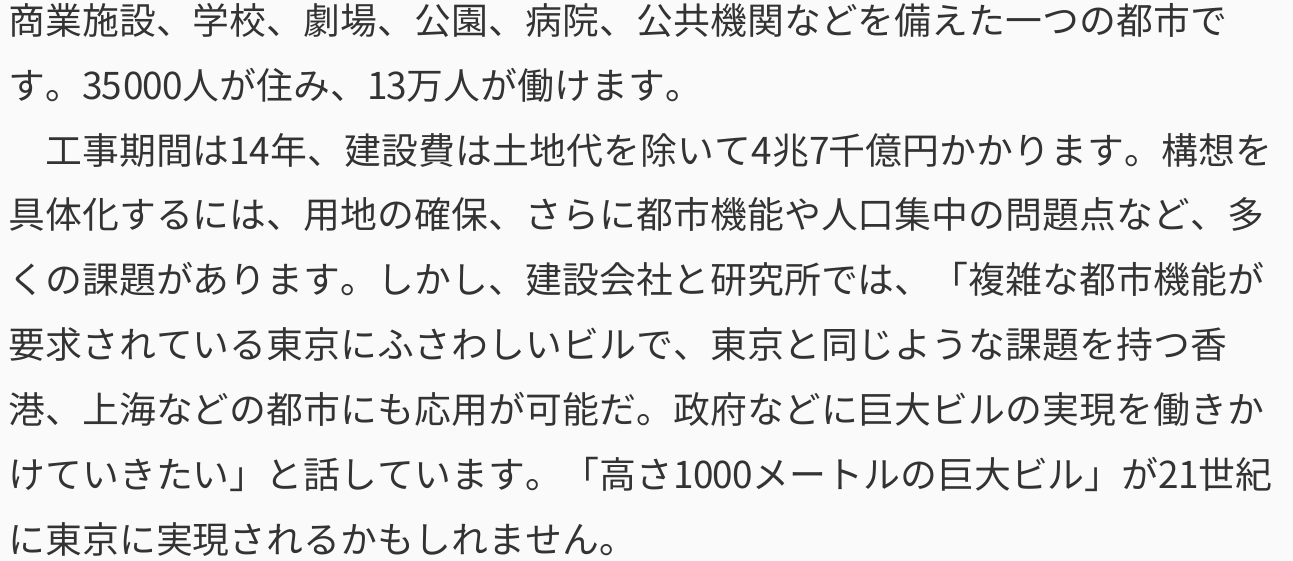 商業施設、学校、劇場、公園、病院、公共機関などを備えた一つの都市で
す。35000人が住み、13万人が働けます。
　工事期間は14年、建設費は土地代を除いて4兆7千億円かかります。構想を
具体化するには、用地の確保、さらに都市機能や人口集中の問題点など、多
くの課題があります。しかし、建設会社と研究所では、「複雑な都市機能が
要求されている東京にふさわしいビルで、東京と同じような課題を持つ香
港、上海などの都市にも応用が可能だ。政府などに巨大ビルの実現を働きか
けていきたい」と話しています。「高さ1000メートルの巨大ビル」が21世紀
に東京に実現されるかもしれません。